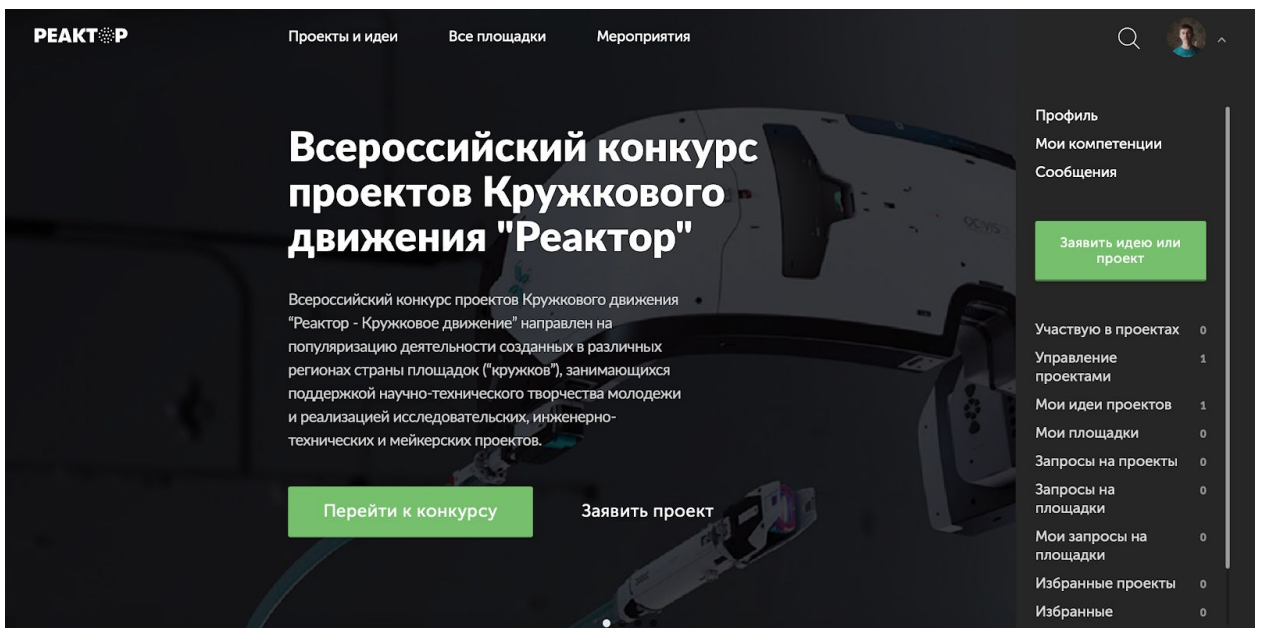 РЕАКТОР
Проекты и идеи
Все площадки
Мероприятия
Всероссийский конкурс
проектов Кружкового
движения "Реактор"
Всероссийский конкурс проектов Кружкового движения
“Реактор - Кружковое движение” направлен на
популяризацию деятельности созданных в различных
регионах страны площадок (“кружков”), занимающихся
поддержкой научно-технического творчества молодежи
и реализацией исследовательских, инженерно-
технических и мейкерских проектов.
Перейти к конкурсу
Заявить проект
Профиль
Мои компетенции
Сообщения
Заявить идею или
проект
Участвую в проектах 0
Управление 1
проектами
Мои идеи проектов 1
Мои площадки 0
Запросы на проекты 0
Запросы на 0
площадки
Мои запросы на 0
площадки
Избранные проекты 0
Избранные 0